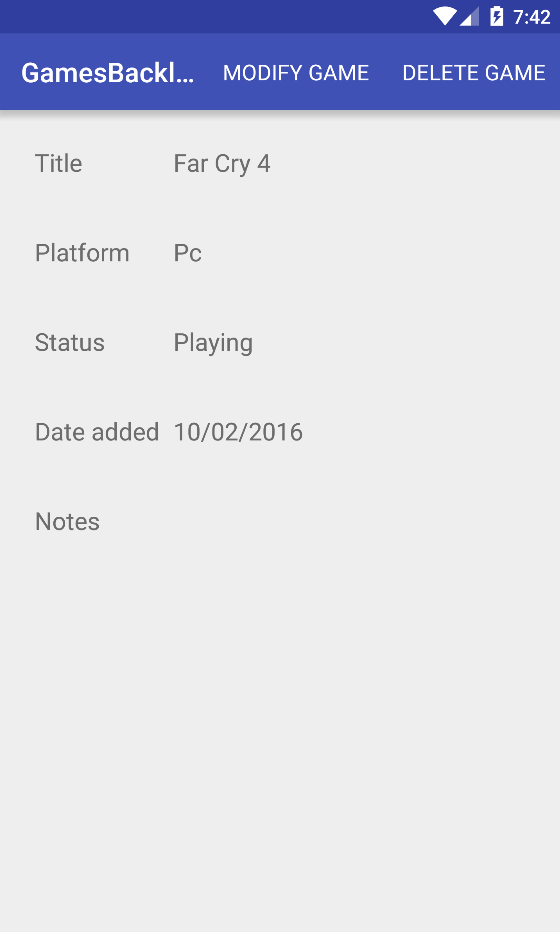 7:42
GamesBackl... MODIFY GAME DELETE GAME
Title Far Cry 4
Platform Pc
Status Playing
Date added 10/02/2016
Notes